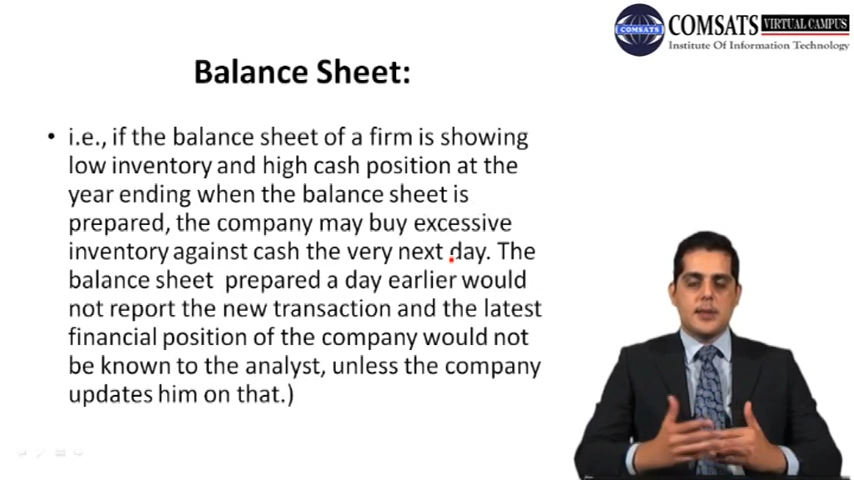 COMSATS VIRTUAL CAMPUS
COMSATS
Institute Of Information Technology
Balance Sheet:
• i.e., if the balance sheet of a firm is showing
low inventory and high cash position at the
year ending when the balance sheet is
prepared, the company may buy excessive
inventory against cash the very next day. The
balance sheet prepared a day earlier would
not report the new transaction and the latest
financial position of the company would not
be known to the analyst, unless the company
updates him on that.)